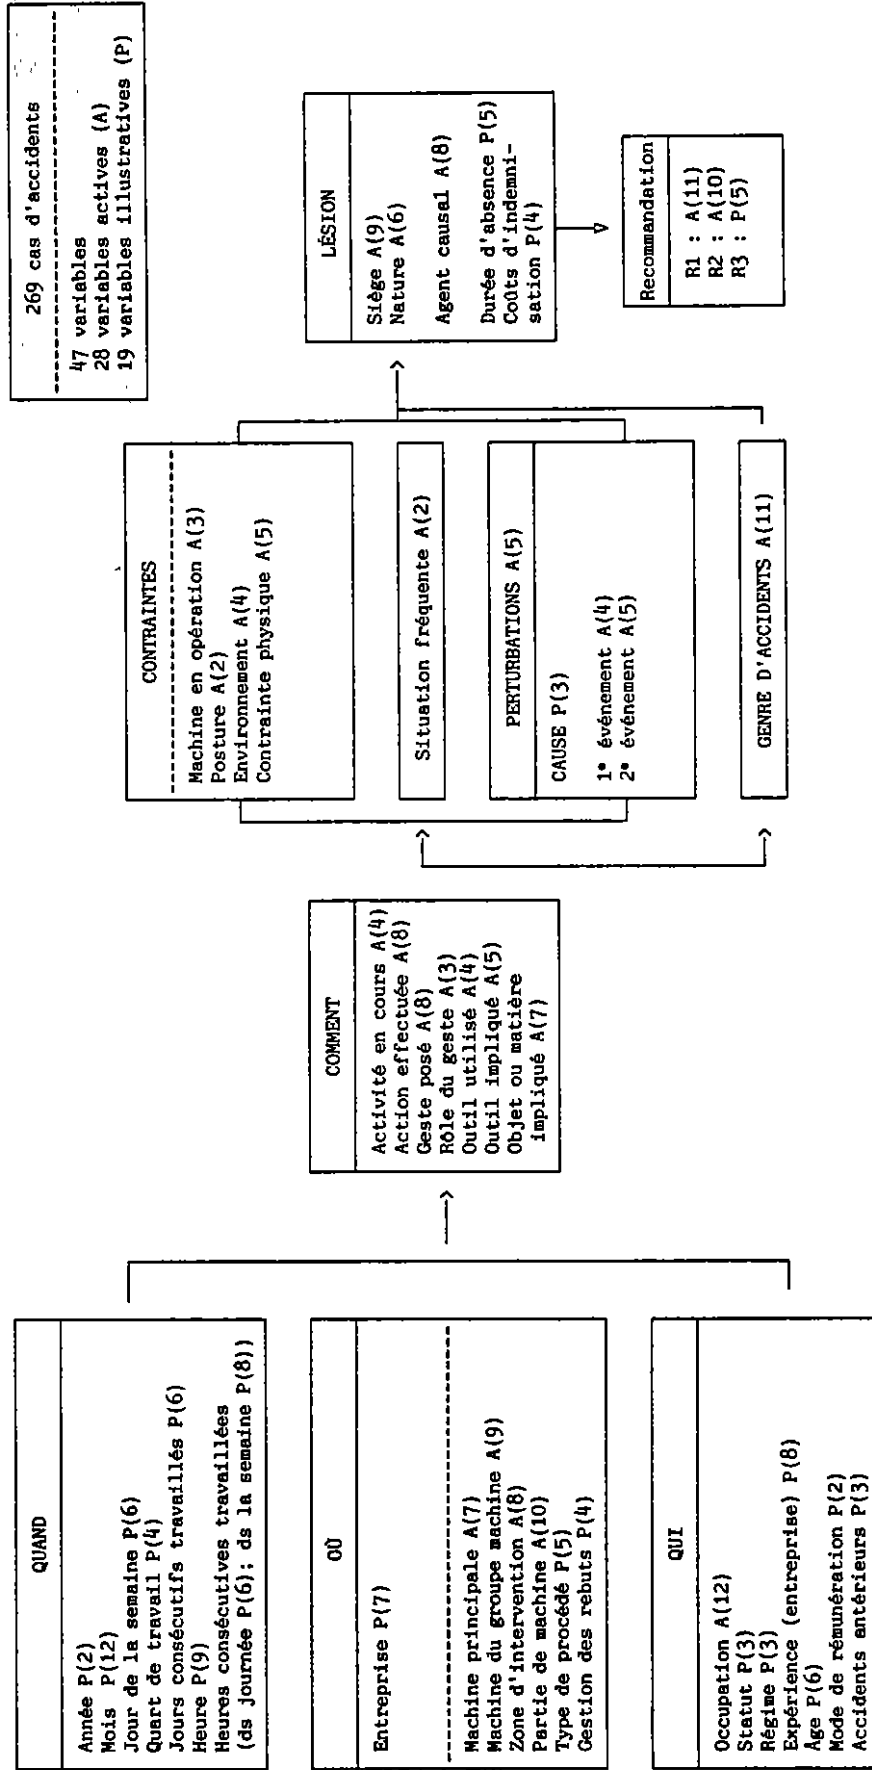 269 cas d'accidents
47 variables
28 variables actives (A)
19 variables illustratives (P)
QUAND
Année P(2)
Mois P(12)
Jour de la semaine P(6)
Quart de travail P(4)
Jours consécutifs travaillés P(6)
Heure P(9)
Heures consécutives travaillées
(ds journée P(6); ds la semaine P(8))
OÙ
Entreprise P(7)
Machine principale A(7)
Machine du groupe machine A(9)
Zone d'intervention A(8)
Partie de machine A(10)
Type de procédé P(5)
Gestion des rebuts P(4)
QUI
Occupation A(12)
Statut P(3)
Régime P(3)
Expérience (entreprise) P(8)
Âge P(6)
Mode de rémunération P(2)
Accidents antérieurs P(3)
COMMENT
Activité en cours A(4)
Action effectuée A(8)
Geste posé A(8)
Rôle du geste A(3)
Outil utilisé A(4)
Outil impliqué A(5)
Objet ou matière
impliqué A(7)
CONTRAINTES
Machine en opération A(3)
Posture A(2)
Environnement A(4)
Contrainte physique A(5)
Situation fréquente A(2)
PERTURBATIONS A(5)
CAUSE P(3)
1° événement A(4)
2° événement A(5)
GENRE D'ACCIDENTS A(11)
LÉSION
Siège A(9)
Nature A(6)
Agent causal A(8)
Durée d'absence P(5)
Coûts d'indemni-
sation P(4)
Recommandation
R1 : A(11)
R2 : A(10)
R3 : P(5)